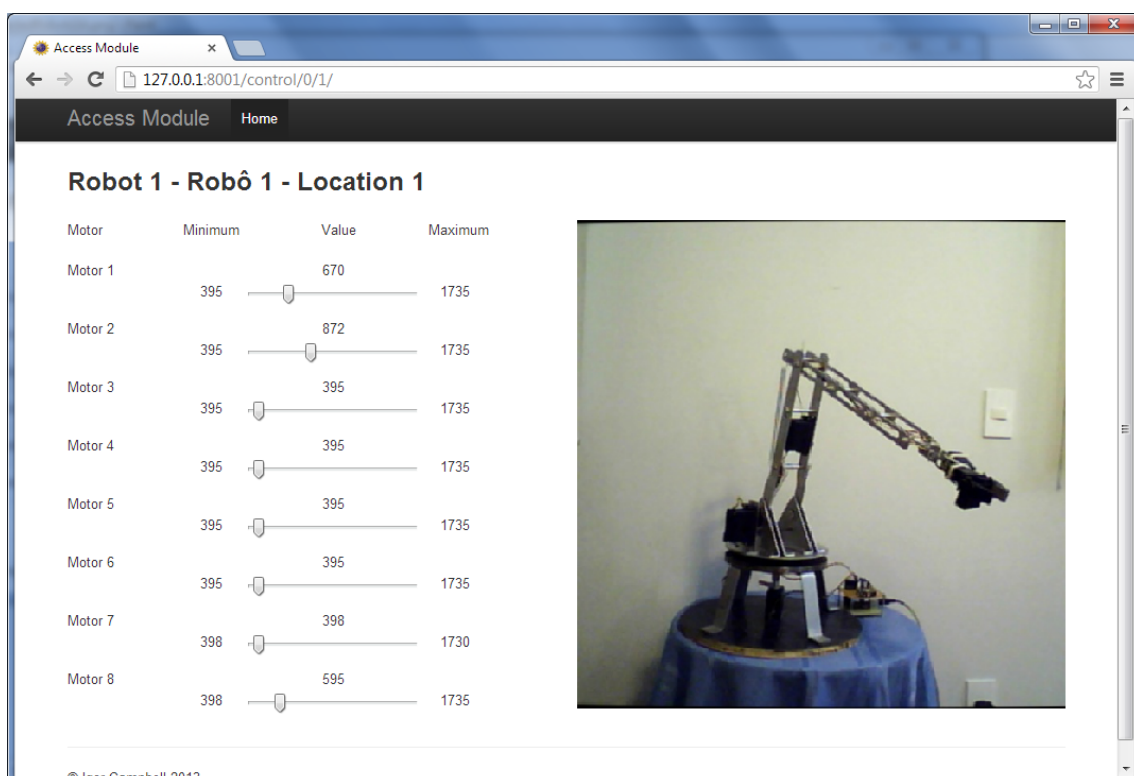 Access Module
127.0.0.1:8001/control/0/1/
Access Module Home
Robot 1 - Robô 1 - Location 1
Motor Minimum Value Maximum
Motor 1 670
395 1735
Motor 2 872
395 1735
Motor 3 395
395 1735
Motor 4 395
395 1735
Motor 5 395
395 1735
Motor 6 395
395 1735
Motor 7 398
398 1730
Motor 8 595
398 1735
© Igor Campbell 2013